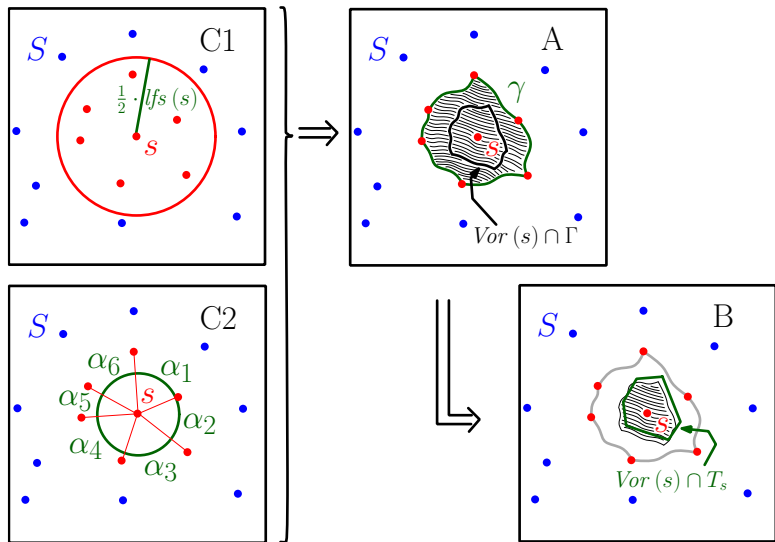 C1
S
½ · lfs (s)
s
A
S
γ
s
Vor (s) ∩ Γ
C2
S
α₆
α₁
α₅
s
α₂
α₄
α₃
B
S
s
Vor (s) ∩ Tₛ